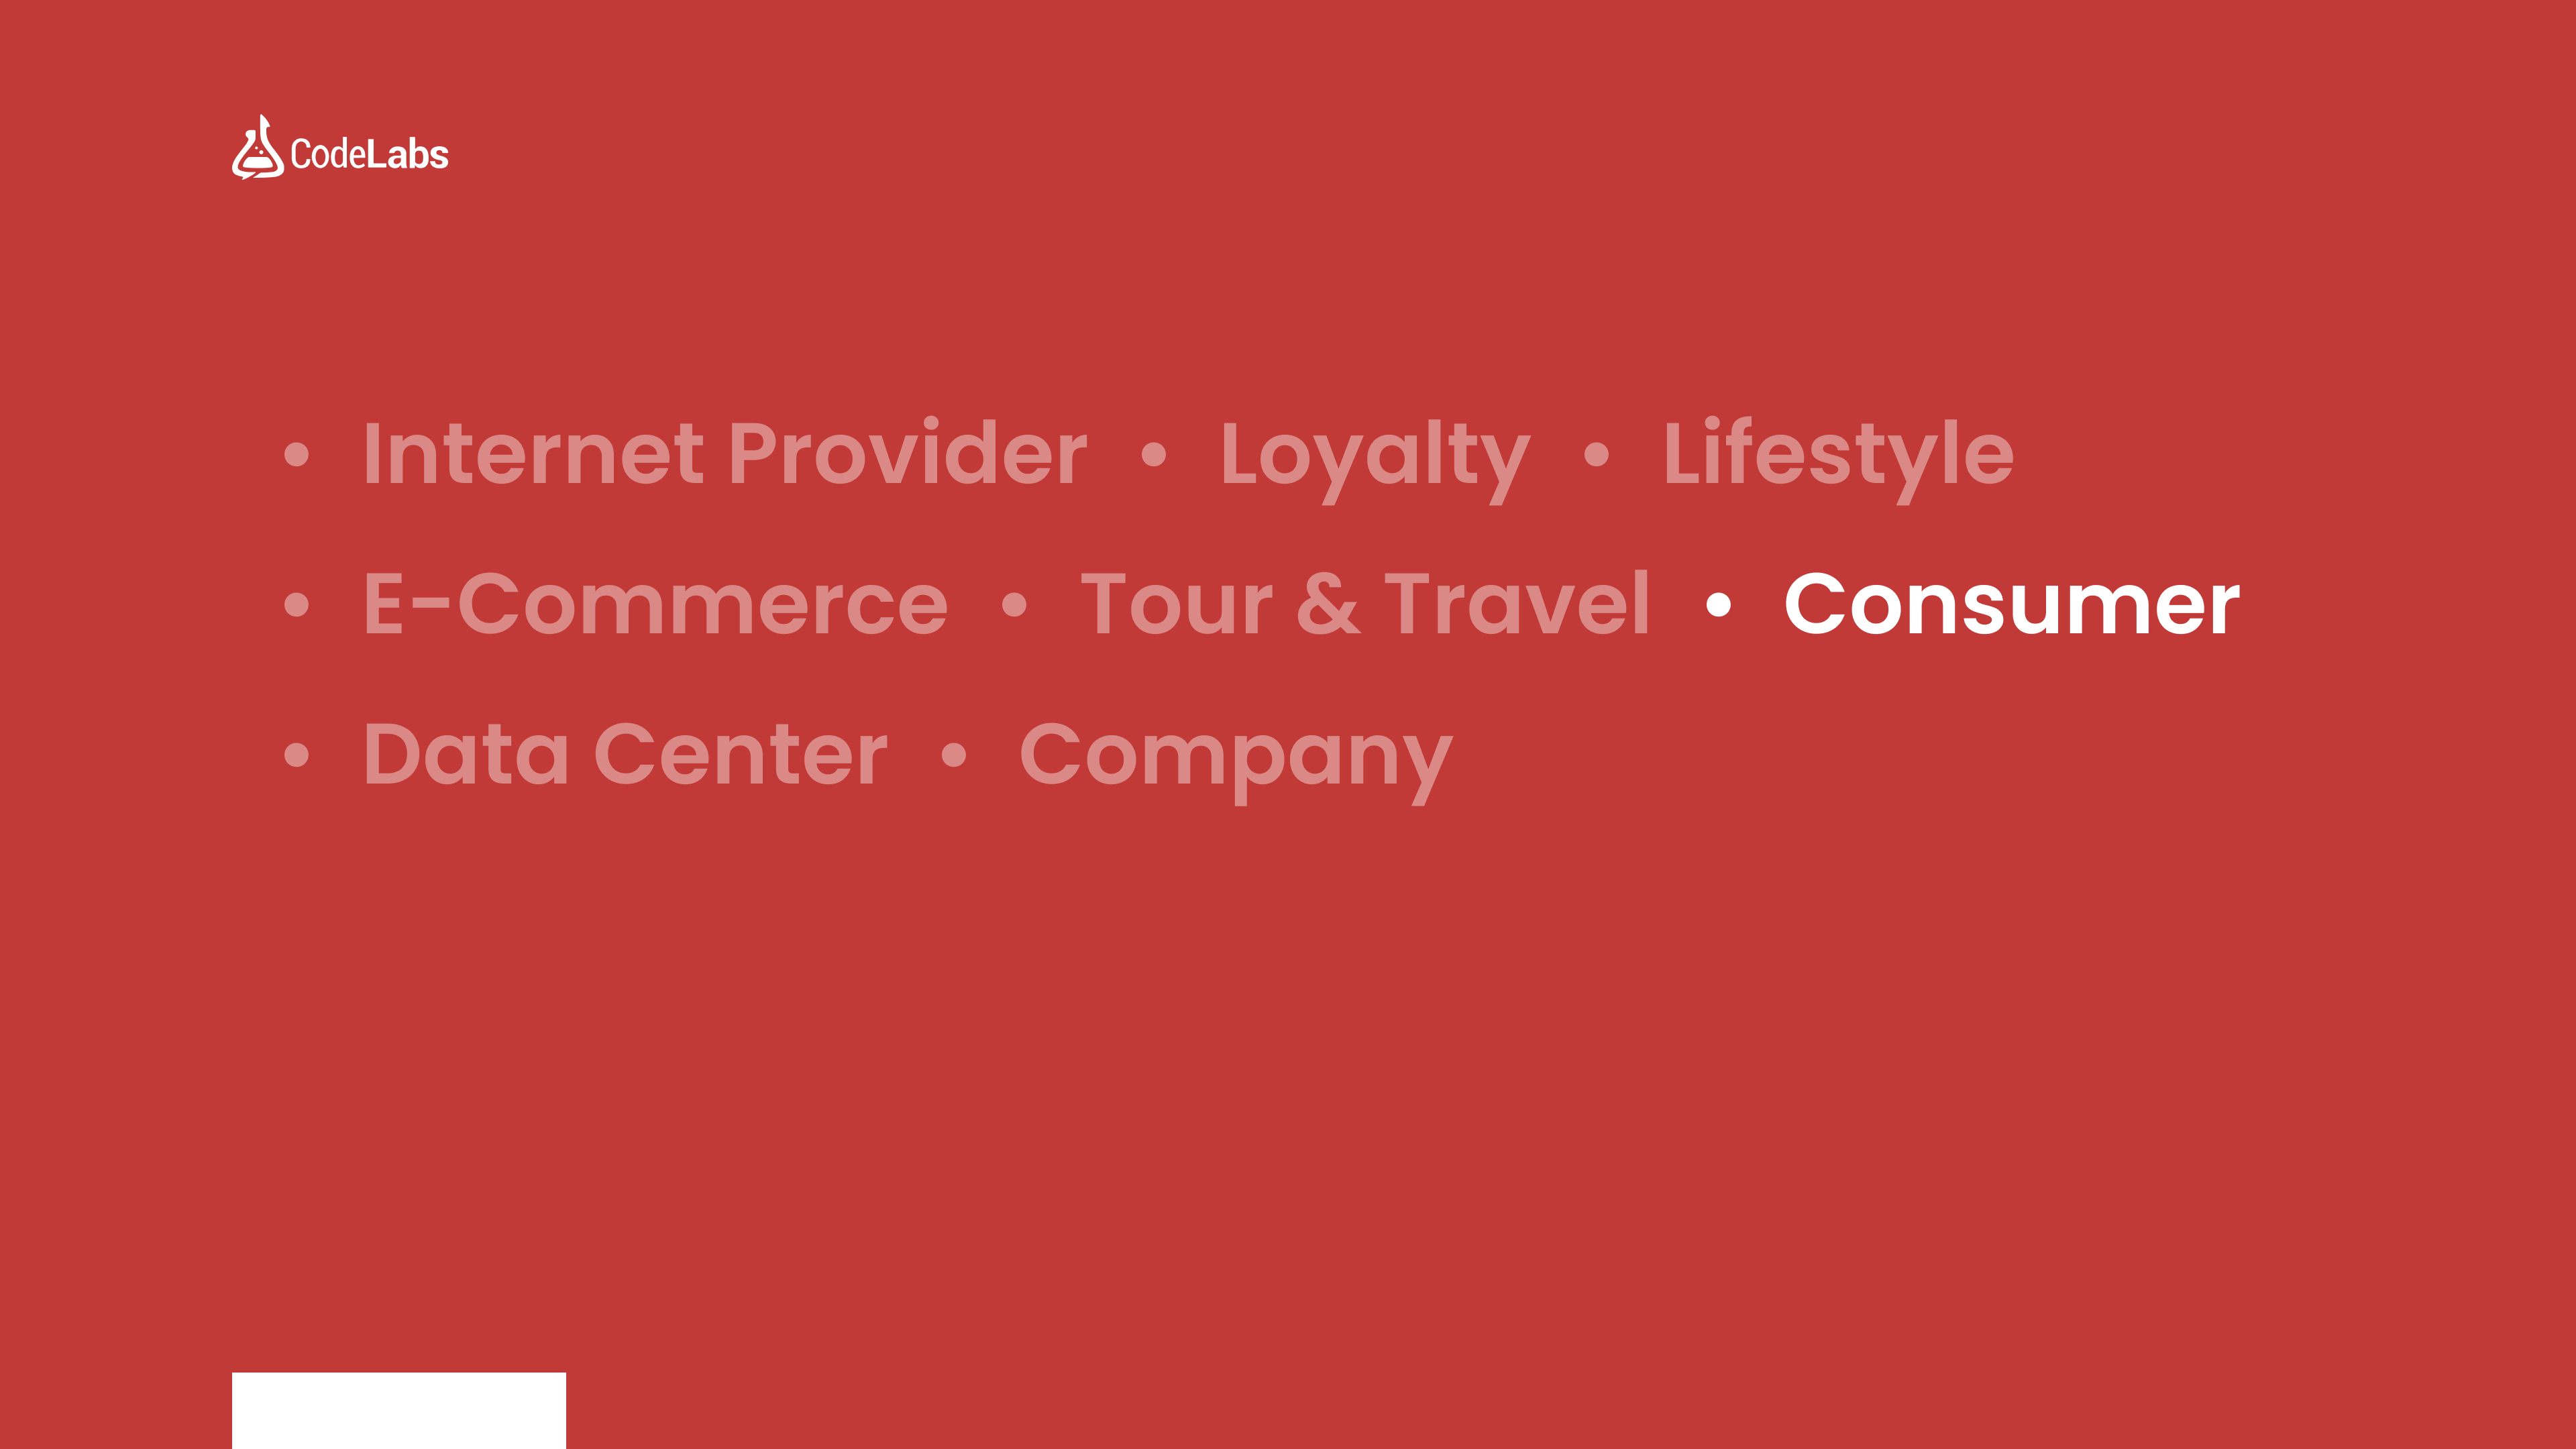 CodeLabs
• Internet Provider • Loyalty • Lifestyle
• E-Commerce • Tour & Travel • Consumer
• Data Center • Company